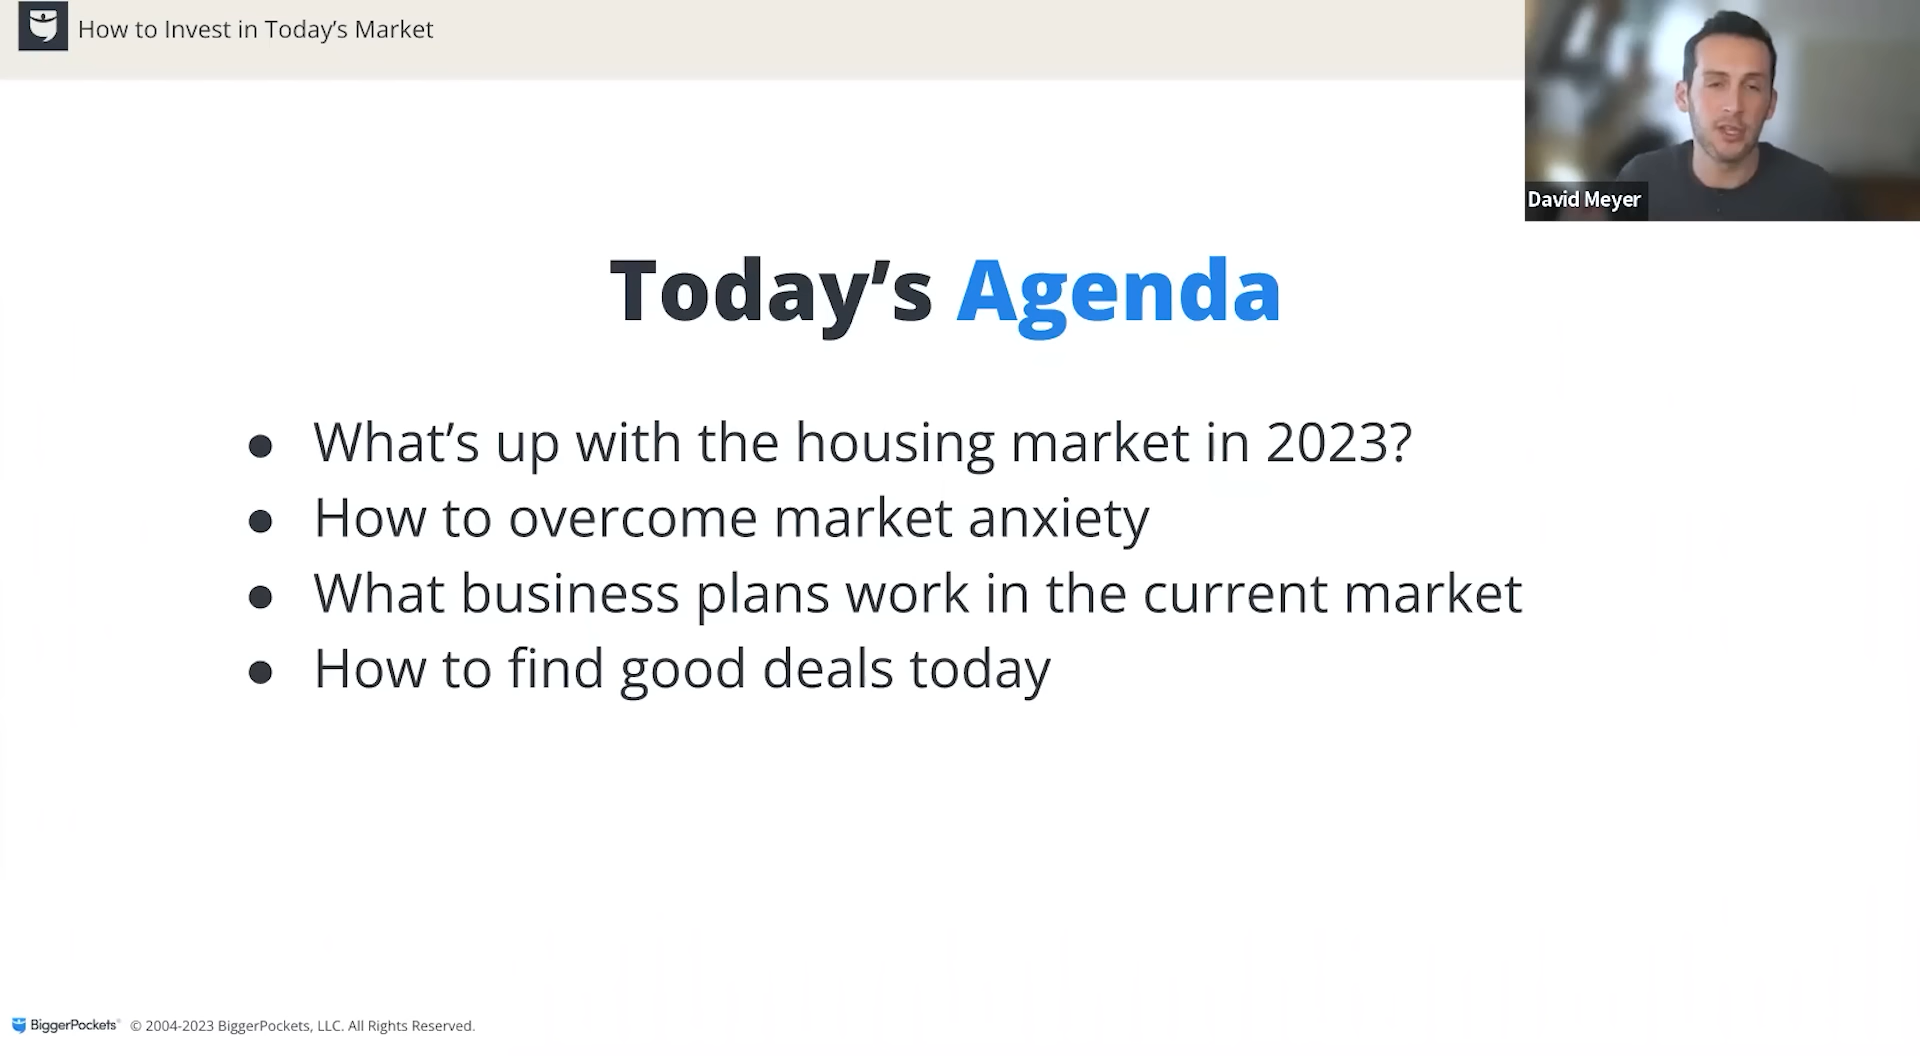 How to Invest in Today’s Market
David Meyer
Today’s Agenda
● What’s up with the housing market in 2023?
● How to overcome market anxiety
● What business plans work in the current market
● How to find good deals today
BiggerPockets® © 2004-2023 BiggerPockets, LLC. All Rights Reserved.